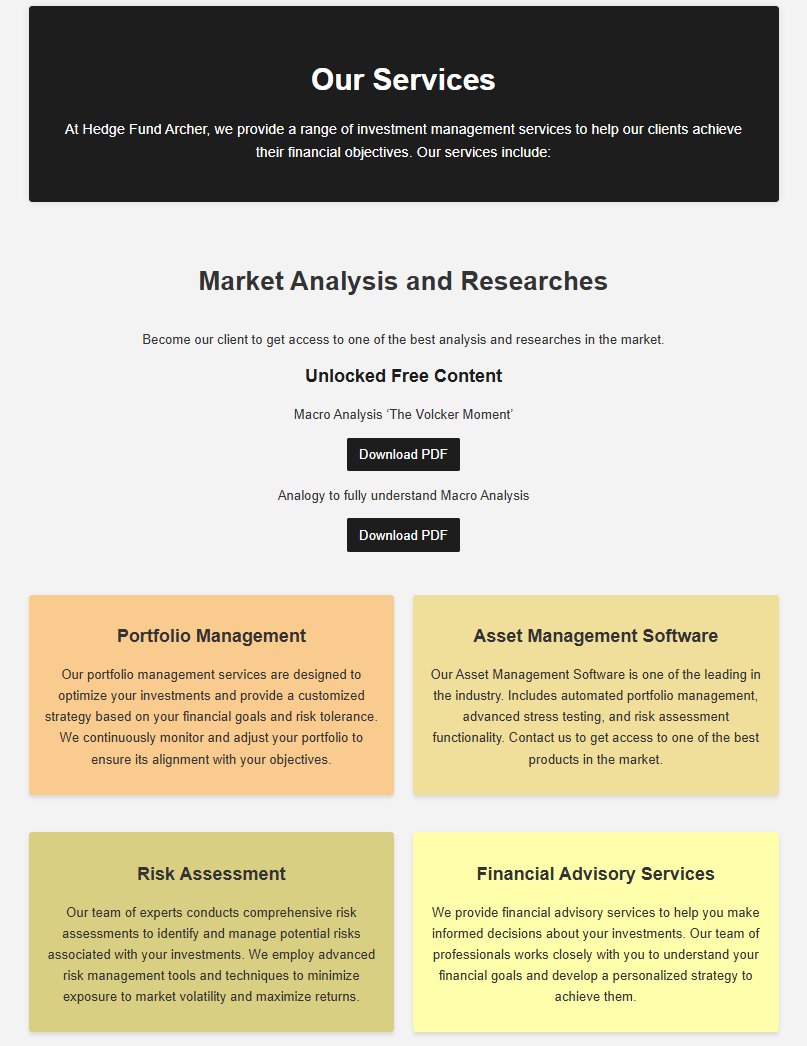 Our Services
At Hedge Fund Archer, we provide a range of investment management services to help our clients achieve
their financial objectives. Our services include:
Market Analysis and Researches
Become our client to get access to one of the best analysis and researches in the market.
Unlocked Free Content
Macro Analysis ‘The Volcker Moment’
Download PDF
Analogy to fully understand Macro Analysis
Download PDF
Portfolio Management
Our portfolio management services are designed to
optimize your investments and provide a customized
strategy based on your financial goals and risk tolerance.
We continuously monitor and adjust your portfolio to
ensure its alignment with your objectives.
Asset Management Software
Our Asset Management Software is one of the leading in
the industry. Includes automated portfolio management,
advanced stress testing, and risk assessment
functionality. Contact us to get access to one of the best
products in the market.
Risk Assessment
Our team of experts conducts comprehensive risk
assessments to identify and manage potential risks
associated with your investments. We employ advanced
risk management tools and techniques to minimize
exposure to market volatility and maximize returns.
Financial Advisory Services
We provide financial advisory services to help you make
informed decisions about your investments. Our team of
professionals works closely with you to understand your
financial goals and develop a personalized strategy to
achieve them.